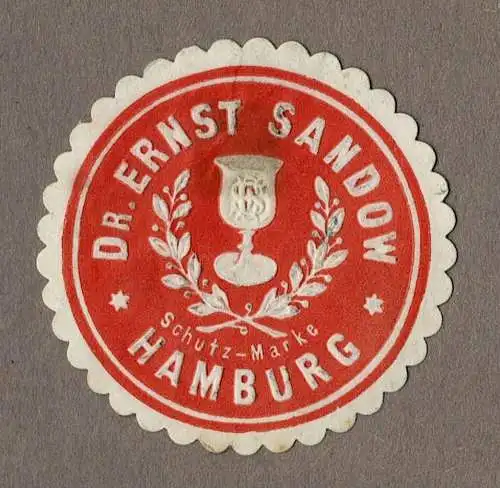 DR. ERNST SANDOW
Schutz-Marke
HAMBURG